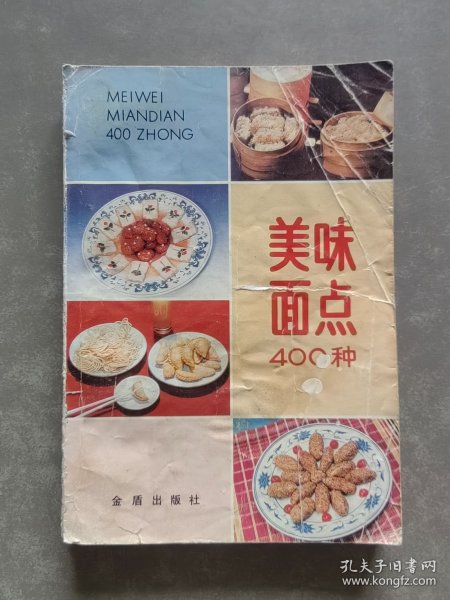 MEIWEI
MIANDIAN
400 ZHONG
美味
面点
400种
金盾出版社
孔夫子旧书网
www.kongfz.com